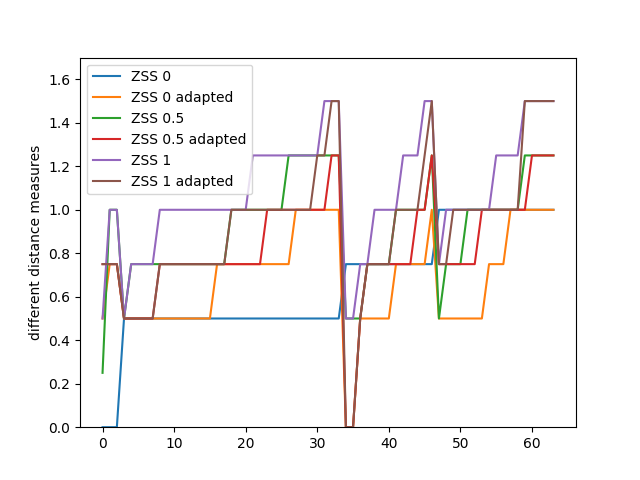 ZSS 0
ZSS 0 adapted
ZSS 0.5
ZSS 0.5 adapted
ZSS 1
ZSS 1 adapted
different distance measures
1.6
1.4
1.2
1.0
0.8
0.6
0.4
0.2
0.0
0 10 20 30 40 50 60